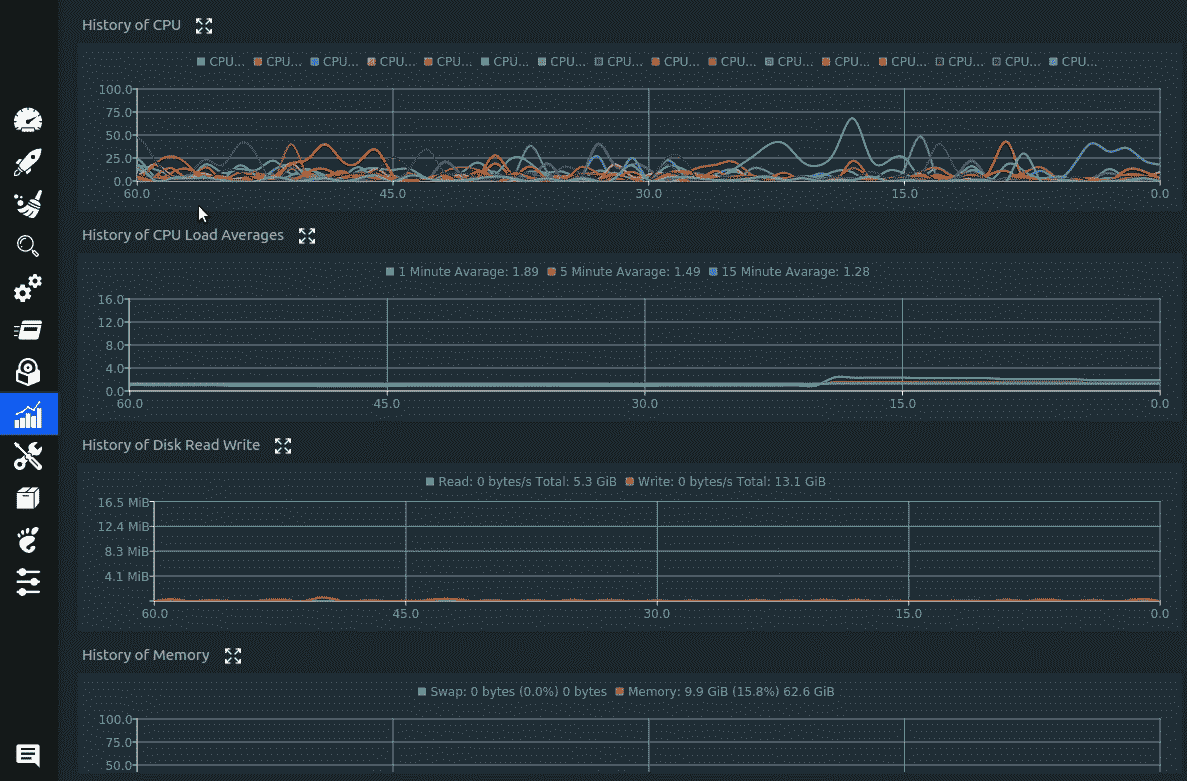 History of CPU
CPU... CPU... CPU... CPU... CPU... CPU... CPU... CPU... CPU... CPU... CPU... CPU... CPU... CPU... CPU... CPU...
100.0
75.0
50.0
25.0
0.0
60.0 45.0 30.0 15.0 0.0
History of CPU Load Averages
1 Minute Avarage: 1.89 5 Minute Avarage: 1.49 15 Minute Avarage: 1.28
16.0
12.0
8.0
4.0
0.0
60.0 45.0 30.0 15.0 0.0
History of Disk Read Write
Read: 0 bytes/s Total: 5.3 GiB Write: 0 bytes/s Total: 13.1 GiB
16.5 MiB
12.4 MiB
8.3 MiB
4.1 MiB
60.0 45.0 30.0 15.0 0.0
History of Memory
Swap: 0 bytes (0.0%) 0 bytes Memory: 9.9 GiB (15.8%) 62.6 GiB
100.0
75.0
50.0